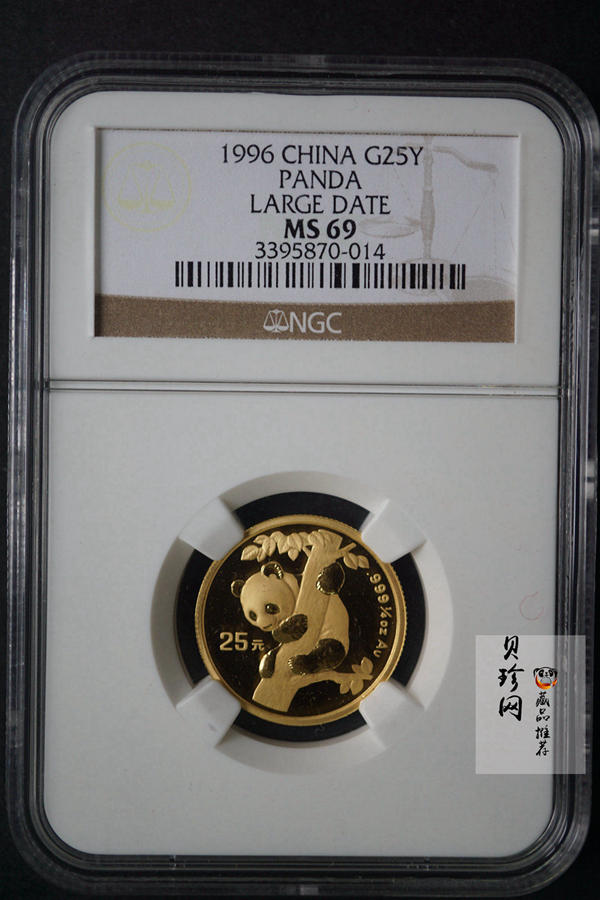 1996 CHINA G25Y
PANDA
LARGE DATE
MS 69
3395870-014
NGC
25元
.999 ¼oz Au
贝珍网
藏品推荐